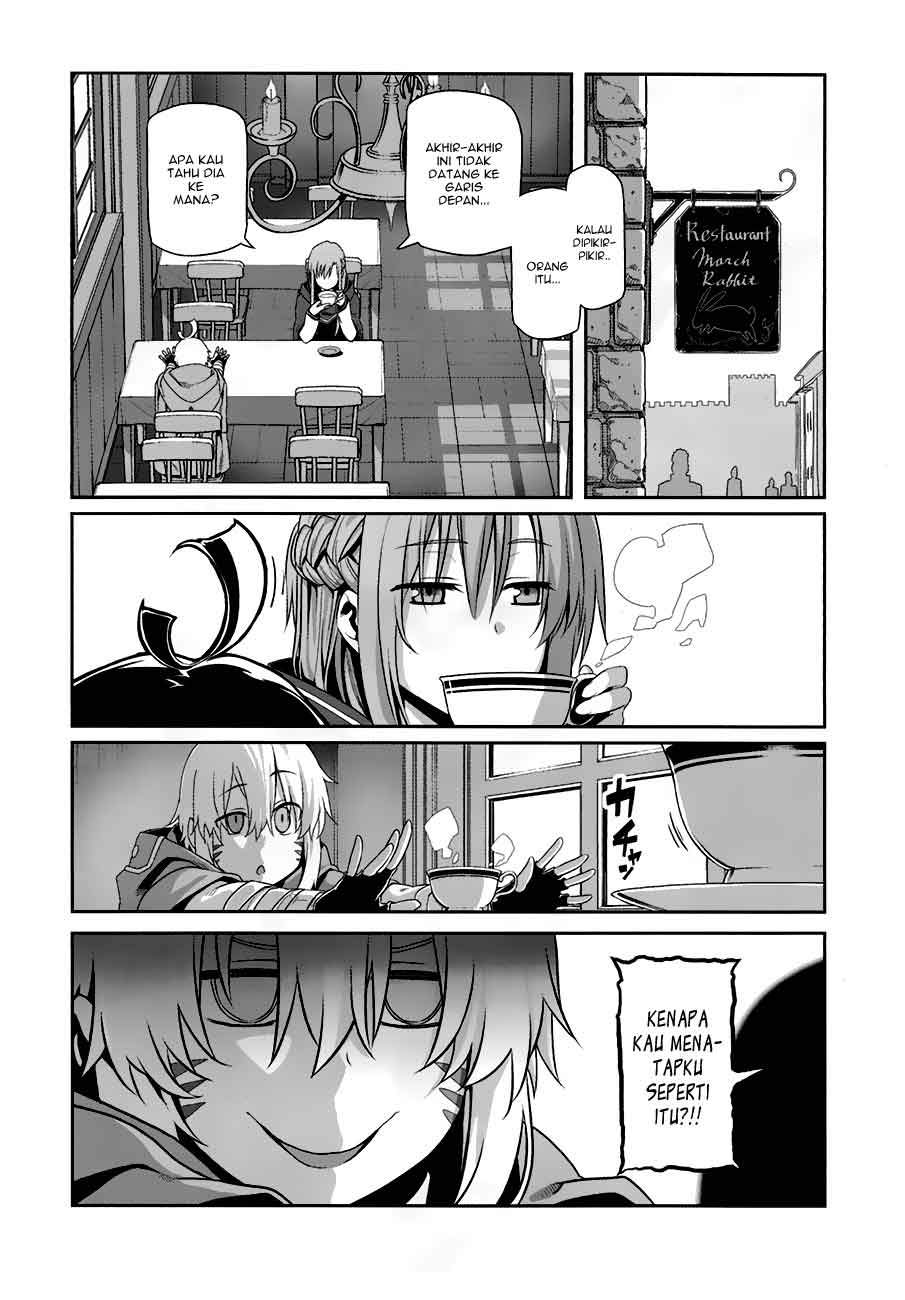 Restaurant
March
Rabbit
KALAU
DIPIKIR-
PIKIR..
ORANG
ITU...
AKHIR-AKHIR
INI TIDAK
DATANG KE
GARIS
DEPAN...
APA KAU
TAHU DIA
KE
MANA?
カチャン
KENAPA
KAU MENA-
TAPKU
SEPERTI
ITU?!!